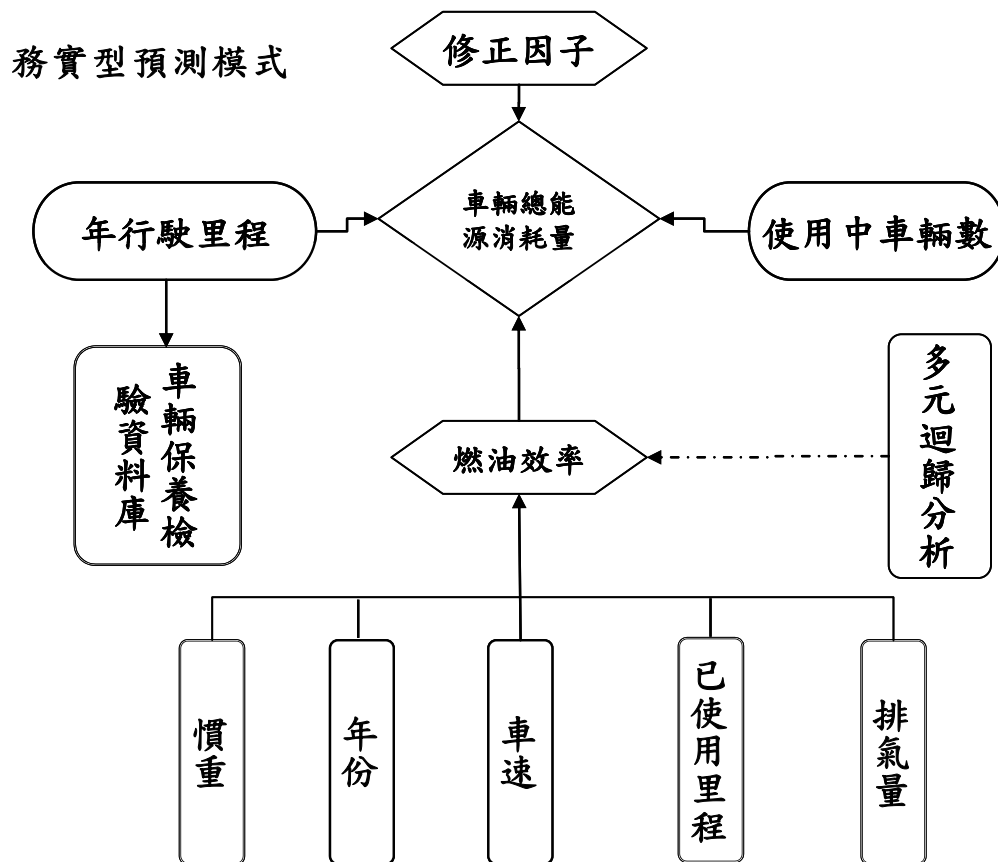 務實型預測模式
修正因子
車輛總能
源消耗量
年行駛里程
使用中車輛數
車輛保養檢
驗資料庫
燃油效率
多元迴歸分析
慣重
年份
車速
已使用里程
排氣量